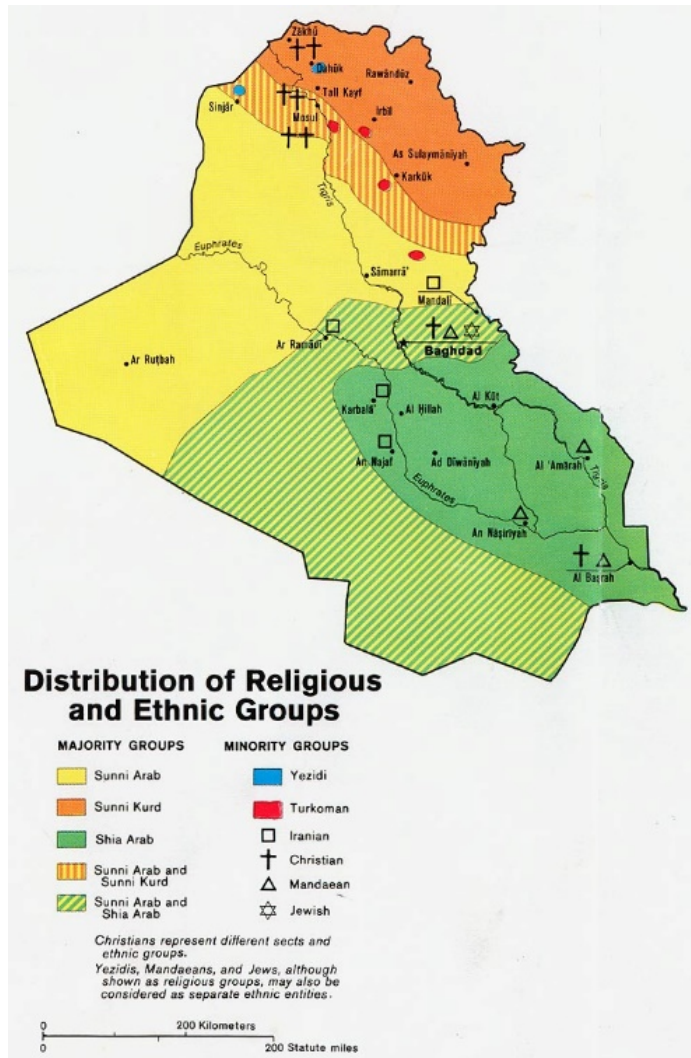 Zākhū
Dahūk
Rawāndūz
Tall Kayf
Sinjār
Mosul
Irbīl
As Sulaymānīyah
Karkūk
Tigris
Euphrates
Sāmarrā'
Mandalī
Ar Ramādī
Baghdad
Ar Ruṭbah
Karbalā'
Al Ḥillah
Al Kūt
An Najaf
Ad Dīwānīyah
Al 'Amārah
Tigris
Euphrates
An Nāṣirīyah
Al Baṣrah
Distribution of Religious
and Ethnic Groups
MAJORITY GROUPS
Sunni Arab
Sunni Kurd
Shia Arab
Sunni Arab and
Sunni Kurd
Sunni Arab and
Shia Arab
MINORITY GROUPS
Yezidi
Turkoman
Iranian
Christian
Mandaean
Jewish
Christians represent different sects and
ethnic groups.
Yezidis, Mandaeans, and Jews, although
shown as religious groups, may also be
considered as separate ethnic entities.
0 200 Kilometers
0 200 Statute miles